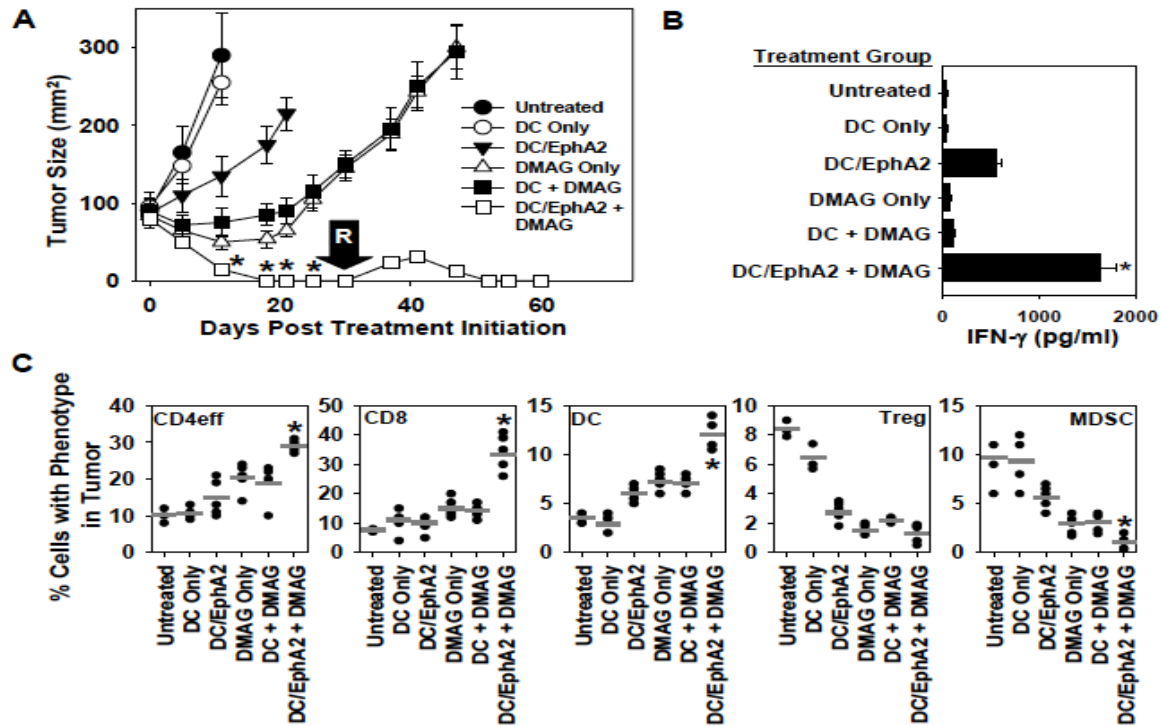 A
Tumor Size (mm2)
300
200
100
0
0
20
40
60
Days Post Treatment Initiation
Untreated
DC Only
DC/EphA2
DMAG Only
DC + DMAG
DC/EphA2 +
DMAG
R
* * * *
B
Treatment Group
Untreated
DC Only
DC/EphA2
DMAG Only
DC + DMAG
DC/EphA2 + DMAG
*
0
1000
2000
IFN-γ (pg/ml)
C
% Cells with Phenotype
in Tumor
CD4eff
40
30
20
10
0
*
Untreated
DC Only
DC/EphA2
DMAG Only
DC + DMAG
DC/EphA2 + DMAG
CD8
50
40
30
20
10
0
*
Untreated
DC Only
DC/EphA2
DMAG Only
DC + DMAG
DC/EphA2 + DMAG
DC
15
10
5
0
*
Untreated
DC Only
DC/EphA2
DMAG Only
DC + DMAG
DC/EphA2 + DMAG
Treg
10
8
6
4
2
0
Untreated
DC Only
DC/EphA2
DMAG Only
DC + DMAG
DC/EphA2 + DMAG
MDSC
15
10
5
0
*
Untreated
DC Only
DC/EphA2
DMAG Only
DC + DMAG
DC/EphA2 + DMAG